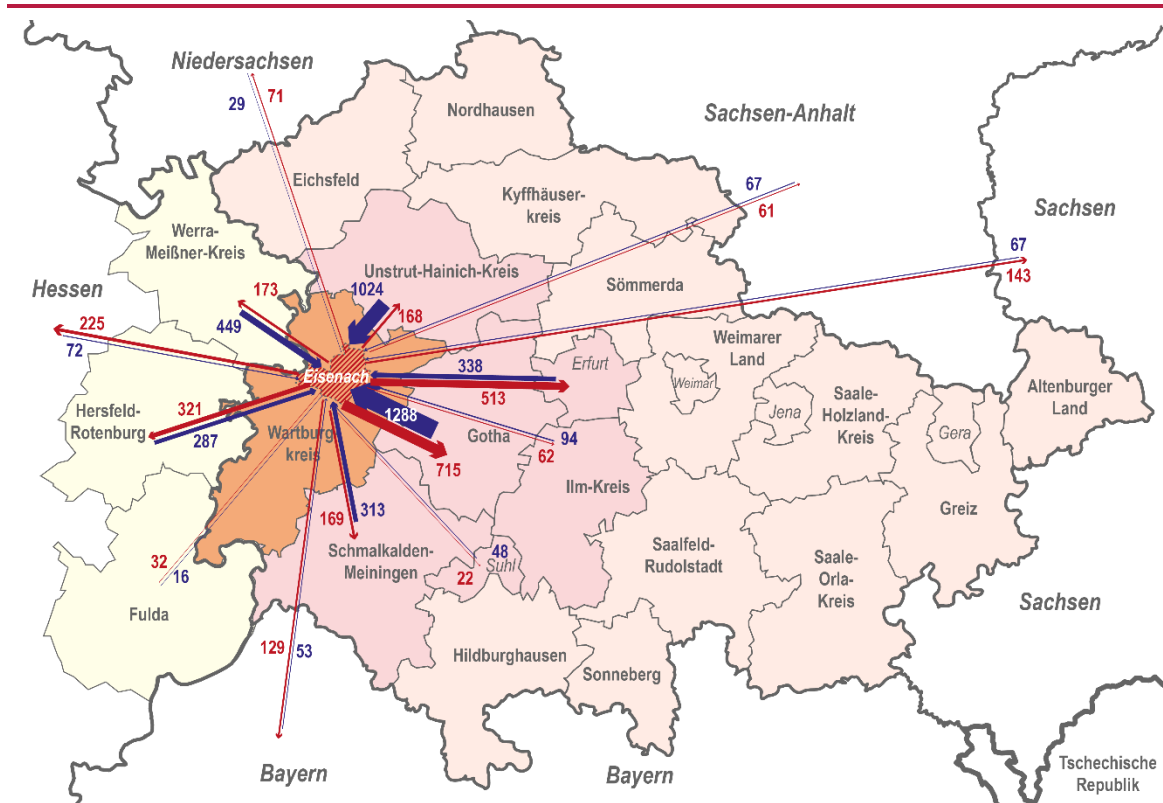 Niedersachsen
71
29
Nordhausen
Sachsen-Anhalt
Eichsfeld
67
61
Kyffhäuser-
kreis
Sachsen
Werra-
Meißner-Kreis
Unstrut-Hainich-Kreis
67
143
Hessen
173
1024
168
Sömmerda
225
449
72
Weimarer
Land
Erfurt
338
Eisenach
Weimar
513
Altenburger
Land
Hersfeld-
Rotenburg
321
287
1288
Jena
Saale-
Holzland-
Kreis
Gera
Wartburg
kreis
Gotha
94
62
715
Ilm-Kreis
Greiz
169
313
Schmalkalden-
Meiningen
48
Suhl
22
Saalfeld-
Rudolstadt
Saale-
Orla-
Kreis
32
16
Fulda
Sachsen
129
53
Hildburghausen
Sonneberg
Bayern
Bayern
Tschechische
Republik